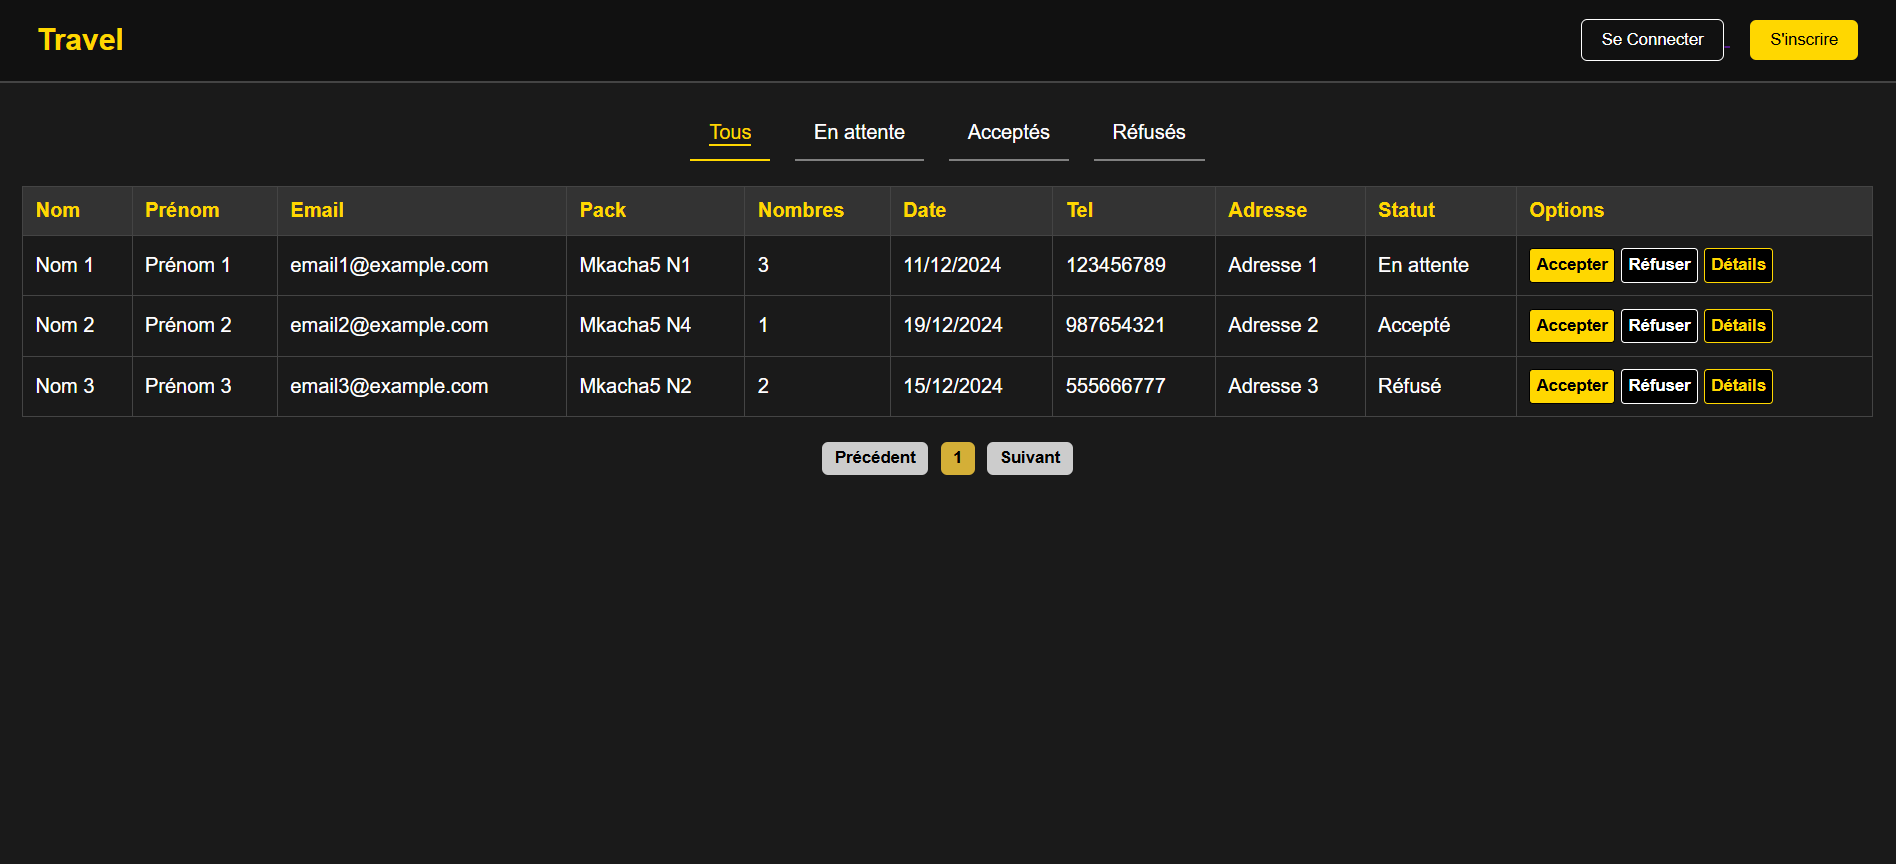 Travel Se Connecter S'inscrire
Tous En attente Acceptés Réfusés
Nom Prénom Email Pack Nombres Date Tel Adresse Statut Options
Nom 1 Prénom 1 email1@example.com Mkacha5 N1 3 11/12/2024 123456789 Adresse 1 En attente Accepter Réfuser Détails
Nom 2 Prénom 2 email2@example.com Mkacha5 N4 1 19/12/2024 987654321 Adresse 2 Accepté Accepter Réfuser Détails
Nom 3 Prénom 3 email3@example.com Mkacha5 N2 2 15/12/2024 555666777 Adresse 3 Réfusé Accepter Réfuser Détails
Précédent 1 Suivant